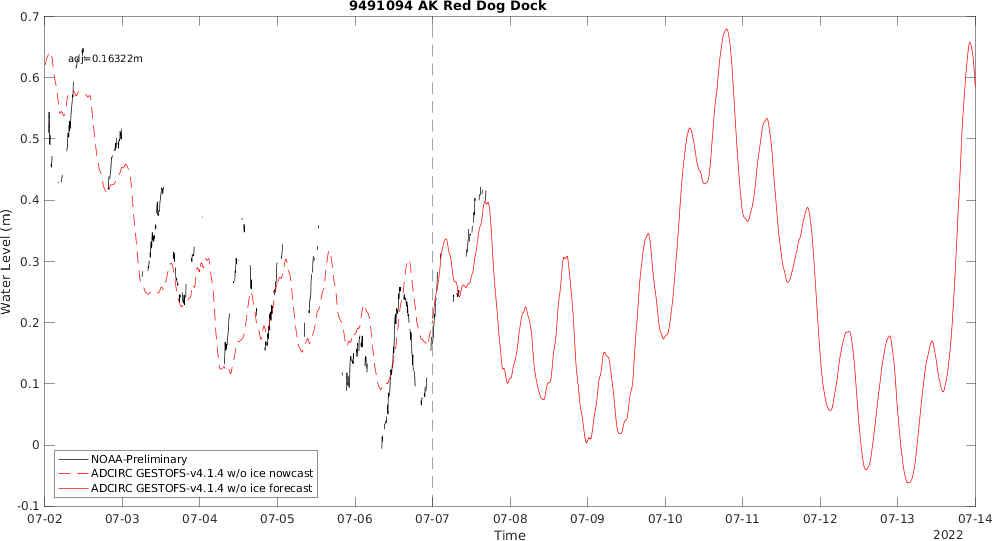 9491094 AK Red Dog Dock
adj=0.16322m
Water Level (m)
0.7
0.6
0.5
0.4
0.3
0.2
0.1
0
-0.1
NOAA-Preliminary
ADCIRC GESTOFS-v4.1.4 w/o ice nowcast
ADCIRC GESTOFS-v4.1.4 w/o ice forecast
07-02 07-03 07-04 07-05 07-06 07-07 07-08 07-09 07-10 07-11 07-12 07-13 07-14
Time
2022